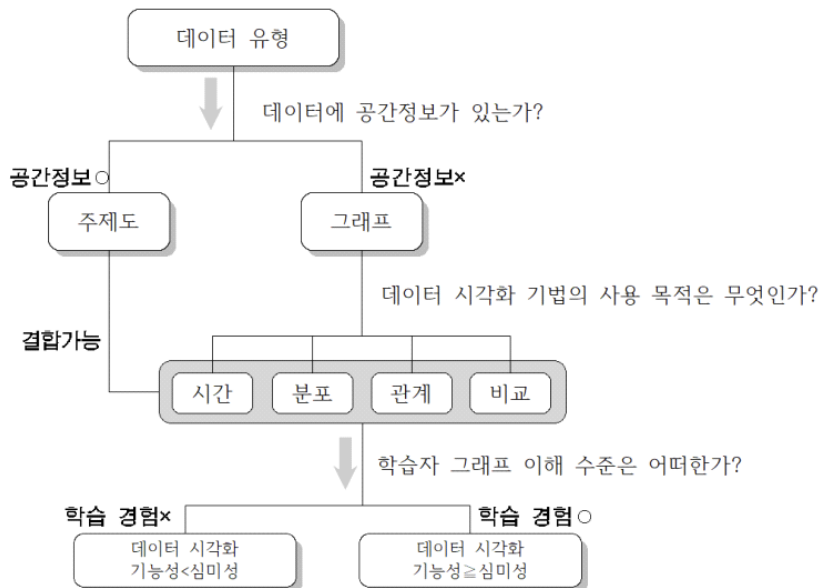 데이터 유형
데이터에 공간정보가 있는가?
공간정보○
공간정보×
주제도
그래프
데이터 시각화 기법의 사용 목적은 무엇인가?
결합가능
시간
분포
관계
비교
학습자 그래프 이해 수준은 어떠한가?
학습 경험×
학습 경험○
데이터 시각화
기능성<심미성
데이터 시각화
기능성≧심미성